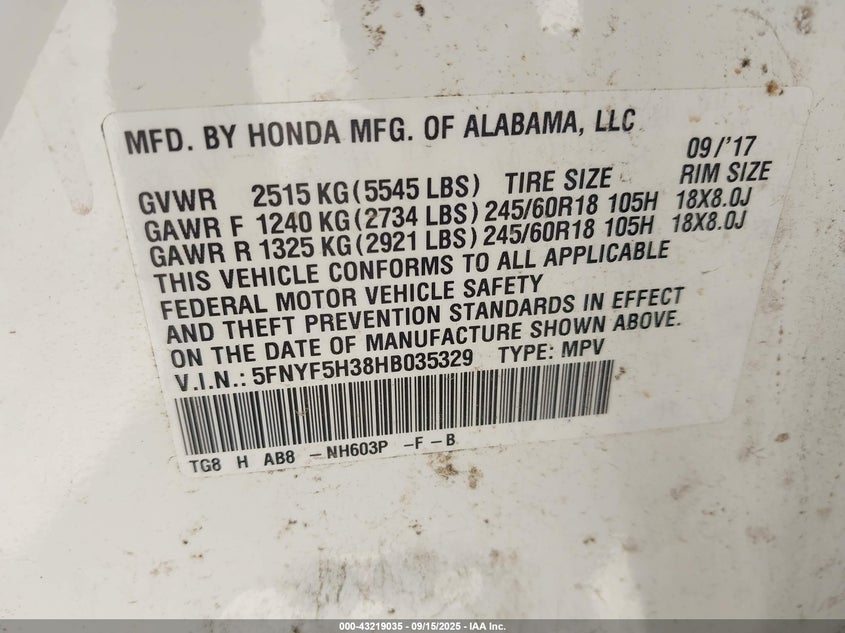 MFD. BY HONDA MFG. OF ALABAMA, LLC
09/'17
GVWR 2515 KG (5545 LBS) TIRE SIZE RIM SIZE
GAWR F 1240 KG (2734 LBS) 245/60R18 105H 18X8.0J
GAWR R 1325 KG (2921 LBS) 245/60R18 105H 18X8.0J
THIS VEHICLE CONFORMS TO ALL APPLICABLE
FEDERAL MOTOR VEHICLE SAFETY
AND THEFT PREVENTION STANDARDS IN EFFECT
ON THE DATE OF MANUFACTURE SHOWN ABOVE.
V.I.N.: 5FNYF5H38HB035329 TYPE: MPV
TG8 H AB8 -NH603P -F-B
000-43219035 - 09/15/2025 - IAA Inc.